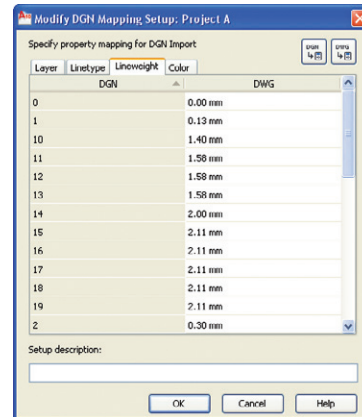 Modify DGN Mapping Setup: Project A
Specify property mapping for DGN Import
DGN
DWG
Layer Linetype Lineweight Color
DGN DWG
0 0.00 mm
1 0.13 mm
10 1.40 mm
11 1.58 mm
12 1.58 mm
13 1.58 mm
14 2.00 mm
15 2.11 mm
16 2.11 mm
17 2.11 mm
18 2.11 mm
19 2.11 mm
2 0.30 mm
Setup description:
OK Cancel Help